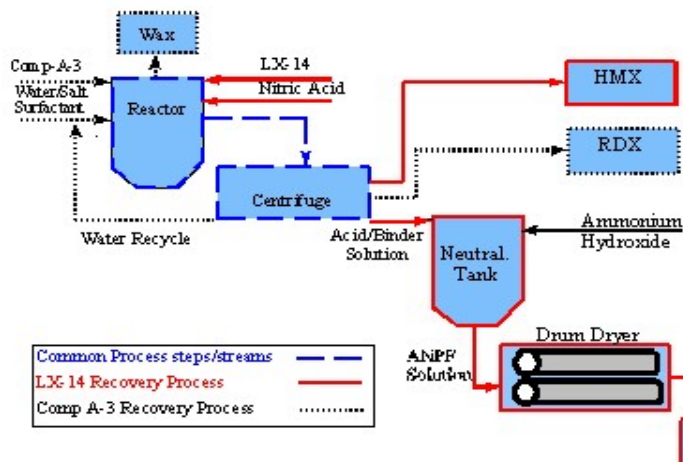 Wax
Comp-A-3
LX-14
Water/Salt
Surfactant
Nitric Acid
Reactor
HMX
RDX
Centrifuge
Water Recycle
Acid/Binder
Solution
Ammonium
Hydroxide
Neutral.
Tank
Drum Dryer
ANPF
Solution
Common Process steps/streams
LX-14 Recovery Process
Comp A-3 Recovery Process